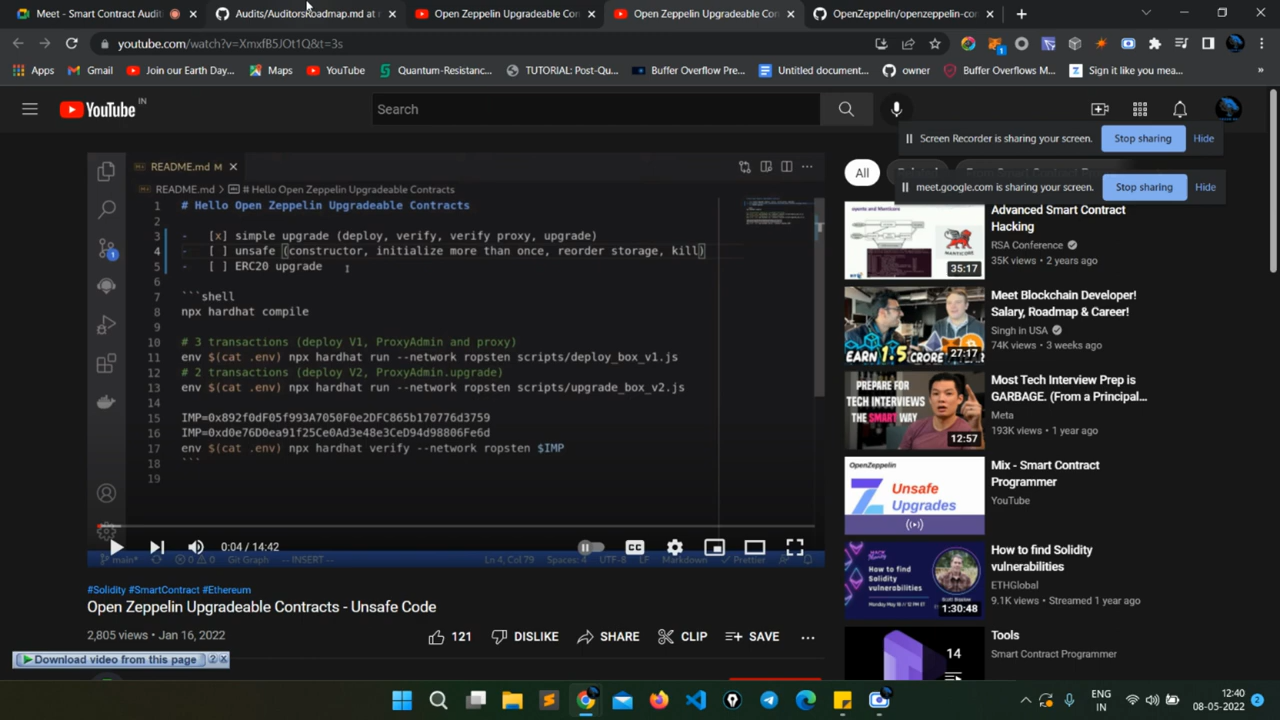 Meet - Smart Contract Audit
Audits/AuditorsRoadmap.md at m
Open Zeppelin Upgradeable Con
Open Zeppelin Upgradeable Con
OpenZeppelin/openzeppelin-con
youtube.com/watch?v=XmxfB5JOt1Q&t=3s
Apps
Gmail
Join our Earth Day...
Maps
YouTube
Quantum-Resistanc...
TUTORIAL: Post-Qu...
Buffer Overflow Pre...
Untitled document...
owner
Buffer Overflows M...
Sign it like you mea...
YouTube IN
Search
Screen Recorder is sharing your screen. Stop sharing Hide
meet.google.com is sharing your screen. Stop sharing Hide
All
README.md M
README.md > # Hello Open Zeppelin Upgradeable Contracts
1 # Hello Open Zeppelin Upgradeable Contracts
- [x] simple upgrade (deploy, verify, verify proxy, upgrade)
4 - [ ] unsafe (constructor, initialize more than once, reorder storage, kill)
5 - [ ] ERC20 upgrade
6
7 ```shell
8 npx hardhat compile
9
10 # 3 transactions (deploy V1, ProxyAdmin and proxy)
11 env $(cat .env) npx hardhat run --network ropsten scripts/deploy_box_v1.js
12 # 2 transactions (deploy V2, ProxyAdmin.upgrade)
13 env $(cat .env) npx hardhat run --network ropsten scripts/upgrade_box_v2.js
14
15 IMP=0x892F0dFb5f993A7050F0e2DFC865b170776d3759
16 IMP=0xd0e76D0ea91f25Ce0Ad3e48e3CeD94d98806Fe6d
17 env $(cat .env) npx hardhat verify --network ropsten $IMP
18 ```
18
main*
0 0
Git Graph
-- INSERT --
Ln 4, Col 79
Spaces: 4
UTF-8
LF
Markdown
Prettier
0:04 / 14:42
CC
#Solidity #SmartContract #Ethereum
Open Zeppelin Upgradeable Contracts - Unsafe Code
2,805 views • Jan 16, 2022
121
DISLIKE
SHARE
CLIP
SAVE
Download video from this page
MANTICORE
35:17
Advanced Smart Contract
Hacking
RSA Conference
35K views • 2 years ago
EARN 1.5 CRORE
27:17
Meet Blockchain Developer!
Salary, Roadmap & Career!
Singh in USA
74K views • 3 weeks ago
PREPARE FOR
TECH INTERVIEWS
THE SMART WAY
12:57
Most Tech Interview Prep is
GARBAGE. (From a Principal...
Meta
193K views • 1 year ago
OpenZeppelin
Unsafe
Upgrades
Mix - Smart Contract
Programmer
YouTube
How to find
Solidity
vulnerabilities
1:30:48
How to find Solidity
vulnerabilities
ETHGlobal
9.1K views • Streamed 1 year ago
14
Tools
Smart Contract Programmer
ENG
IN
12:40
08-05-2022
2